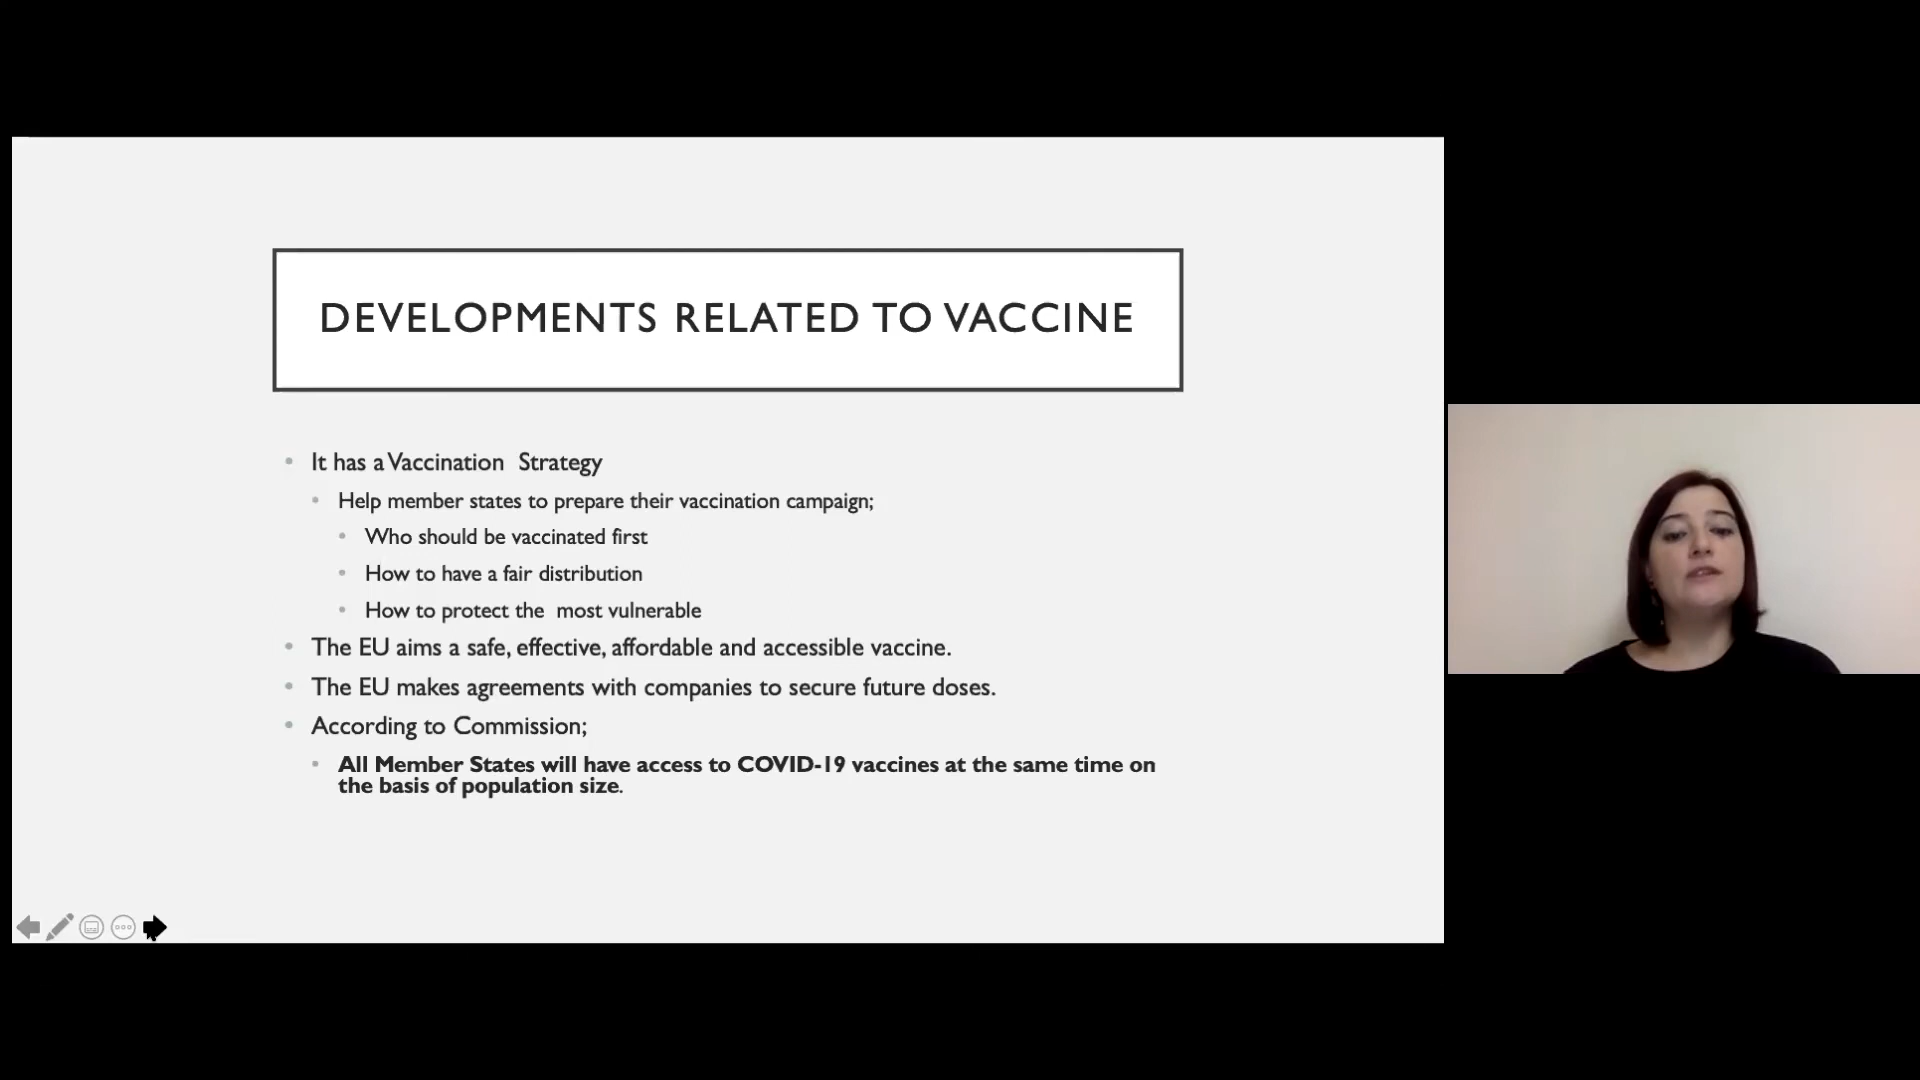 DEVELOPMENTS RELATED TO VACCINE
It has a Vaccination Strategy
Help member states to prepare their vaccination campaign;
Who should be vaccinated first
How to have a fair distribution
How to protect the most vulnerable
The EU aims a safe, effective, affordable and accessible vaccine.
The EU makes agreements with companies to secure future doses.
According to Commission;
All Member States will have access to COVID-19 vaccines at the same time on
the basis of population size.